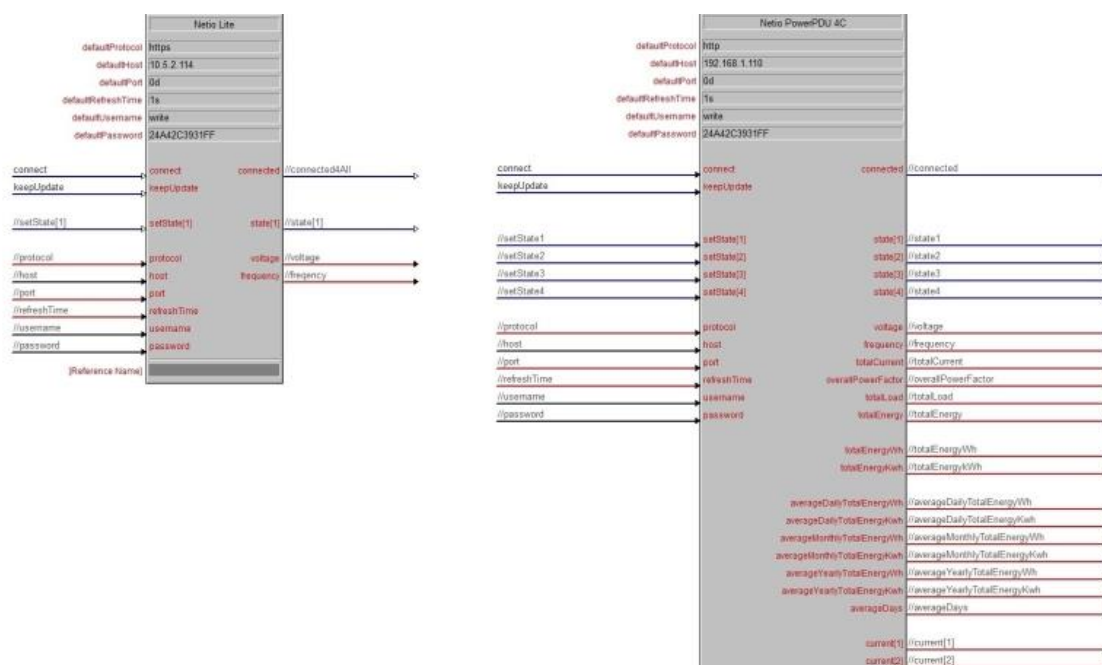 Netio Lite
defaultProtocol https
defaultHost 10.5.2.114
defaultPort 0d
defaultRefreshTime 1s
defaultUsername write
defaultPassword 24A42C3931FF
connect connect connected //connected4All
keepUpdate keepUpdate
//setState[1] setState[1] state[1] //state[1]
//protocol protocol voltage //voltage
//host host frequency //freqency
//port port
//refreshTime refreshTime
//username username
//password password
[Reference Name]
Netio PowerPDU 4C
defaultProtocol http
defaultHost 192.168.1.110
defaultPort 0d
defaultRefreshTime 1s
defaultUsername write
defaultPassword 24A42C3931FF
connect connect connected //connected
keepUpdate keepUpdate
//setState1 setState[1] state[1] //state1
//setState2 setState[2] state[2] //state2
//setState3 setState[3] state[3] //state3
//setState4 setState[4] state[4] //state4
//protocol protocol voltage //voltage
//host host frequency //frequency
//port port totalCurrent //totalCurrent
//refreshTime refreshTime overallPowerFactor //overallPowerFactor
//username username totalLoad //totalLoad
//password password totalEnergy //totalEnergy
totalEnergyWh //totalEnergyWh
totalEnergyKwh //totalEnergykWh
averageDailyTotalEnergyWh //averageDailyTotalEnergyWh
averageDailyTotalEnergyKwh //averageDailyTotalEnergyKwh
averageMonthlyTotalEnergyWh //averageMonthlyTotalEnergyWh
averageMonthlyTotalEnergyKwh //averageMonthlyTotalEnergyKwh
averageYearlyTotalEnergyWh //averageYearlyTotalEnergyWh
averageYearlyTotalEnergyKwh //averageYearlyTotalEnergyKwh
averageDays //averageDays
current[1] //current[1]
current[2] //current[2]